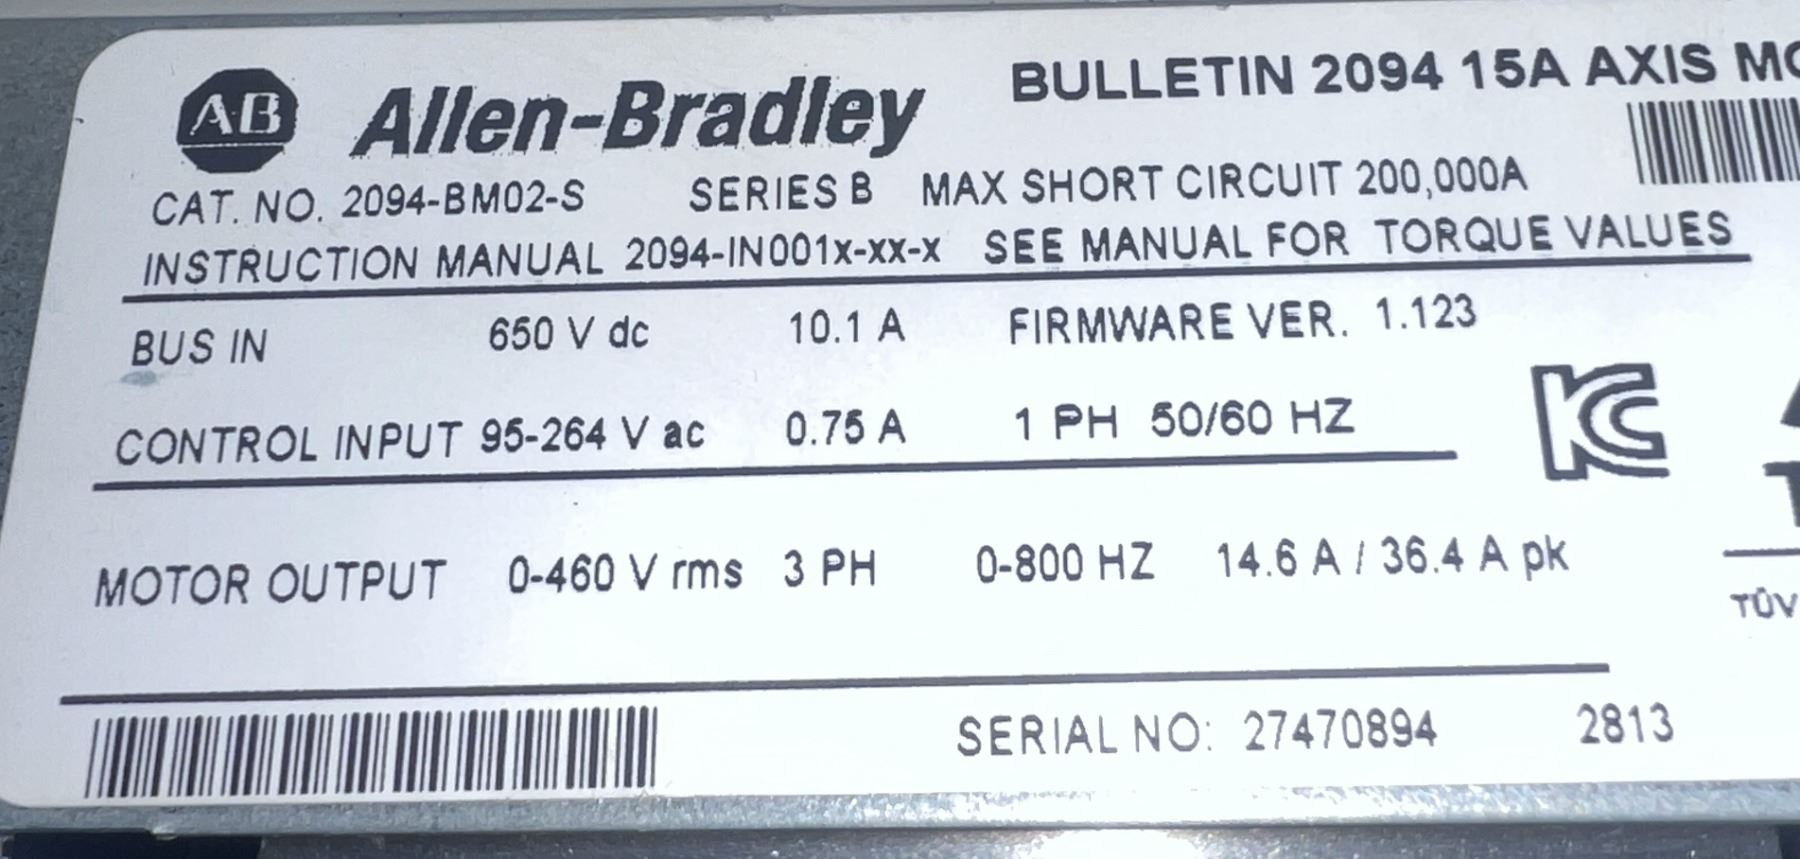 AB Allen-Bradley BULLETIN 2094 15A AXIS
CAT. NO. 2094-BM02-S SERIES B MAX SHORT CIRCUIT 200,000A
INSTRUCTION MANUAL 2094-IN001x-xx-x SEE MANUAL FOR TORQUE VALUES
BUS IN 650 V dc 10.1 A FIRMWARE VER. 1.123
CONTROL INPUT 95-264 V ac 0.75 A 1 PH 50/60 HZ
MOTOR OUTPUT 0-460 V rms 3 PH 0-800 HZ 14.6 A / 36.4 A pk
TÜV
SERIAL NO: 27470894 2813